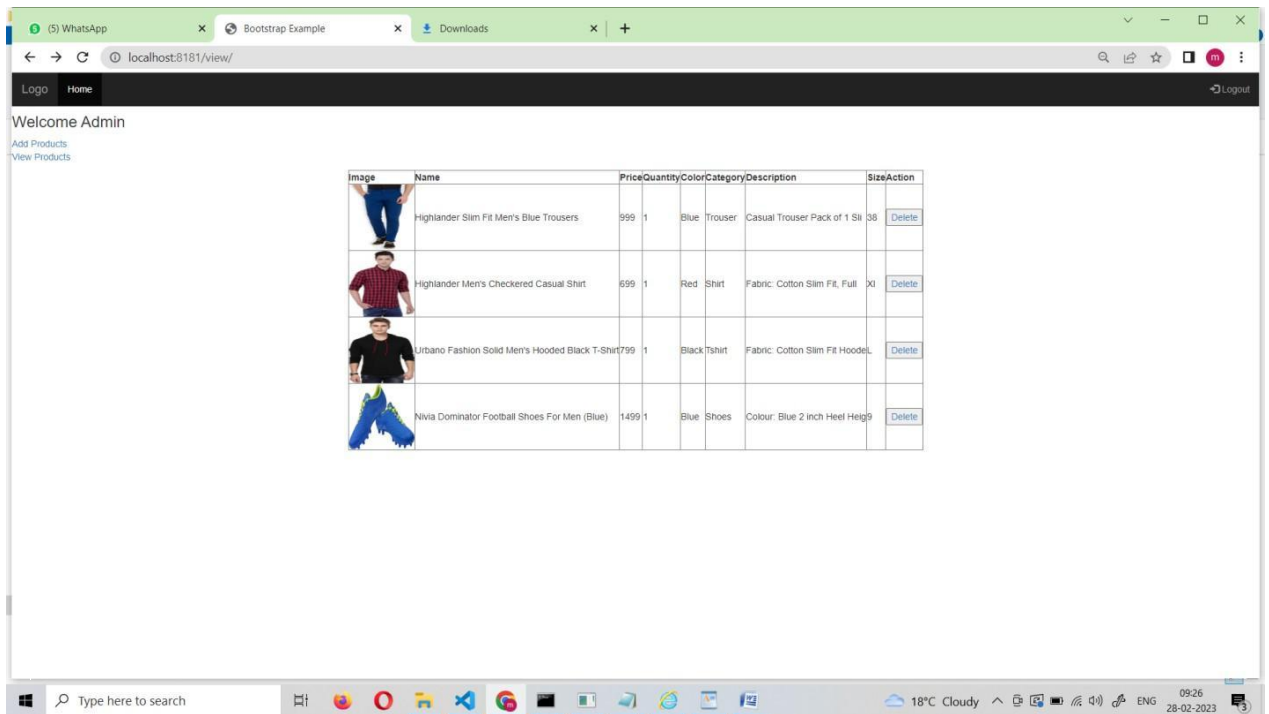 (5) WhatsApp Bootstrap Example Downloads
localhost:8181/view/ m
Logo Home Logout
Welcome Admin
Add Products
View Products
Image Name Price Quantity Color Category Description Size Action
Highlander Slim Fit Men's Blue Trousers 999 1 Blue Trouser Casual Trouser Pack of 1 Sli 38 Delete
Highlander Men's Checkered Casual Shirt 699 1 Red Shirt Fabric: Cotton Slim Fit, Full Xl Delete
Urbano Fashion Solid Men's Hooded Black T-Shirt 799 1 Black Tshirt Fabric: Cotton Slim Fit Hoode L Delete
Nivia Dominator Football Shoes For Men (Blue) 1499 1 Blue Shoes Colour: Blue 2 inch Heel Heig 9 Delete
Type here to search 18°C Cloudy ENG 09:26
28-02-2023 3